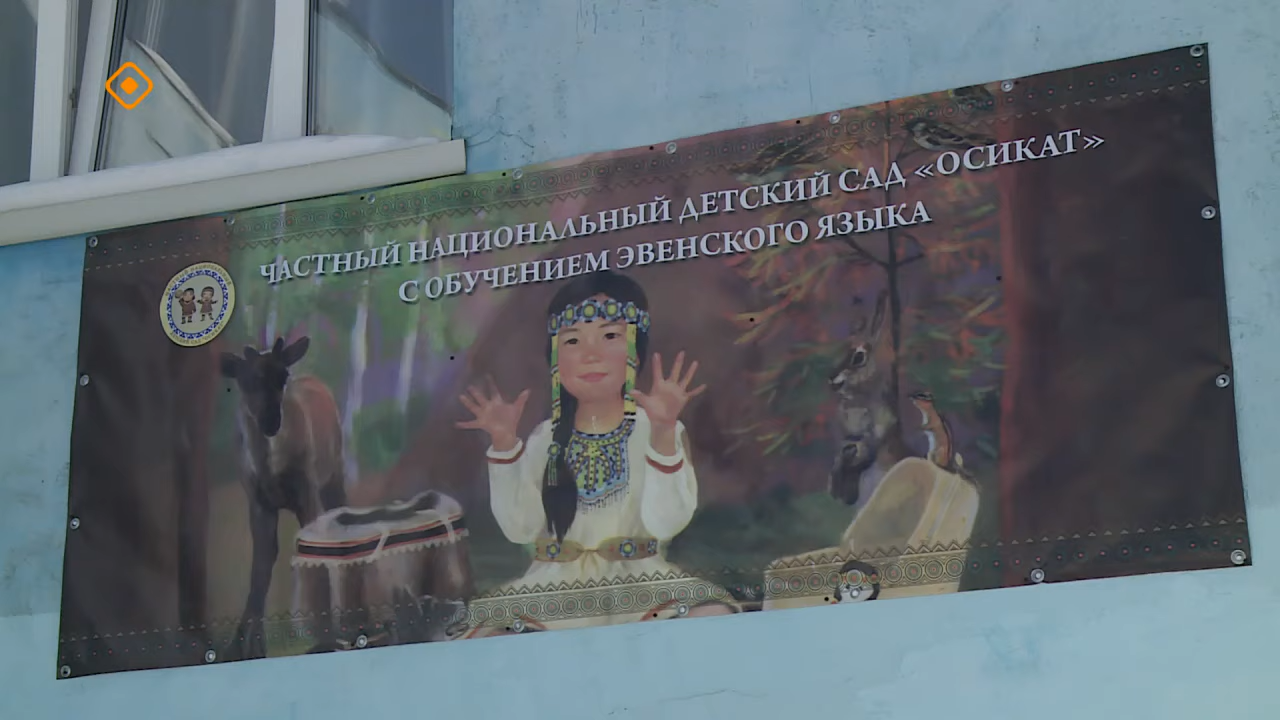 ЧАСТНЫЙ НАЦИОНАЛЬНЫЙ ДЕТСКИЙ САД «ОСИКАТ»
С ОБУЧЕНИЕМ ЭВЕНСКОГО ЯЗЫКА